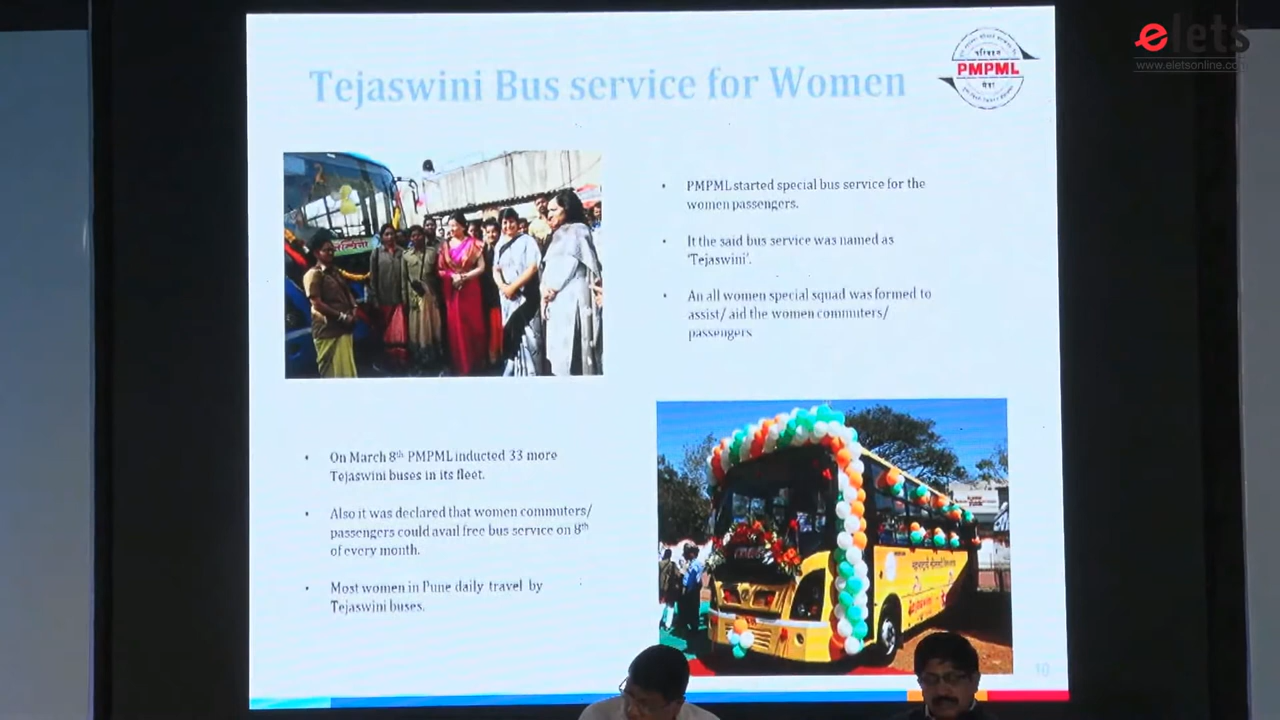 elets
www.eletsonline.co
Tejaswini Bus service for Women
परिवहन
PMPML
सेवा
• PMPML started special bus service for the
women passengers.
• It the said bus service was named as
'Tejaswini'.
• An all women special squad was formed to
assist/ aid the women commuters/
passengers
• On March 8th PMPML inducted 33 more
Tejaswini buses in its fleet.
• Also it was declared that women commuters/
passengers could avail free bus service on 8th
of every month.
• Most women in Pune daily travel by
Tejaswini buses.
10